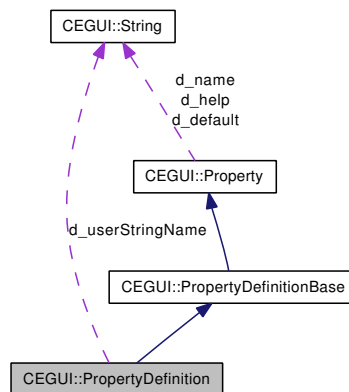 CEGUI::String
d_name
d_help
d_default
CEGUI::Property
d_userStringName
CEGUI::PropertyDefinitionBase
CEGUI::PropertyDefinition